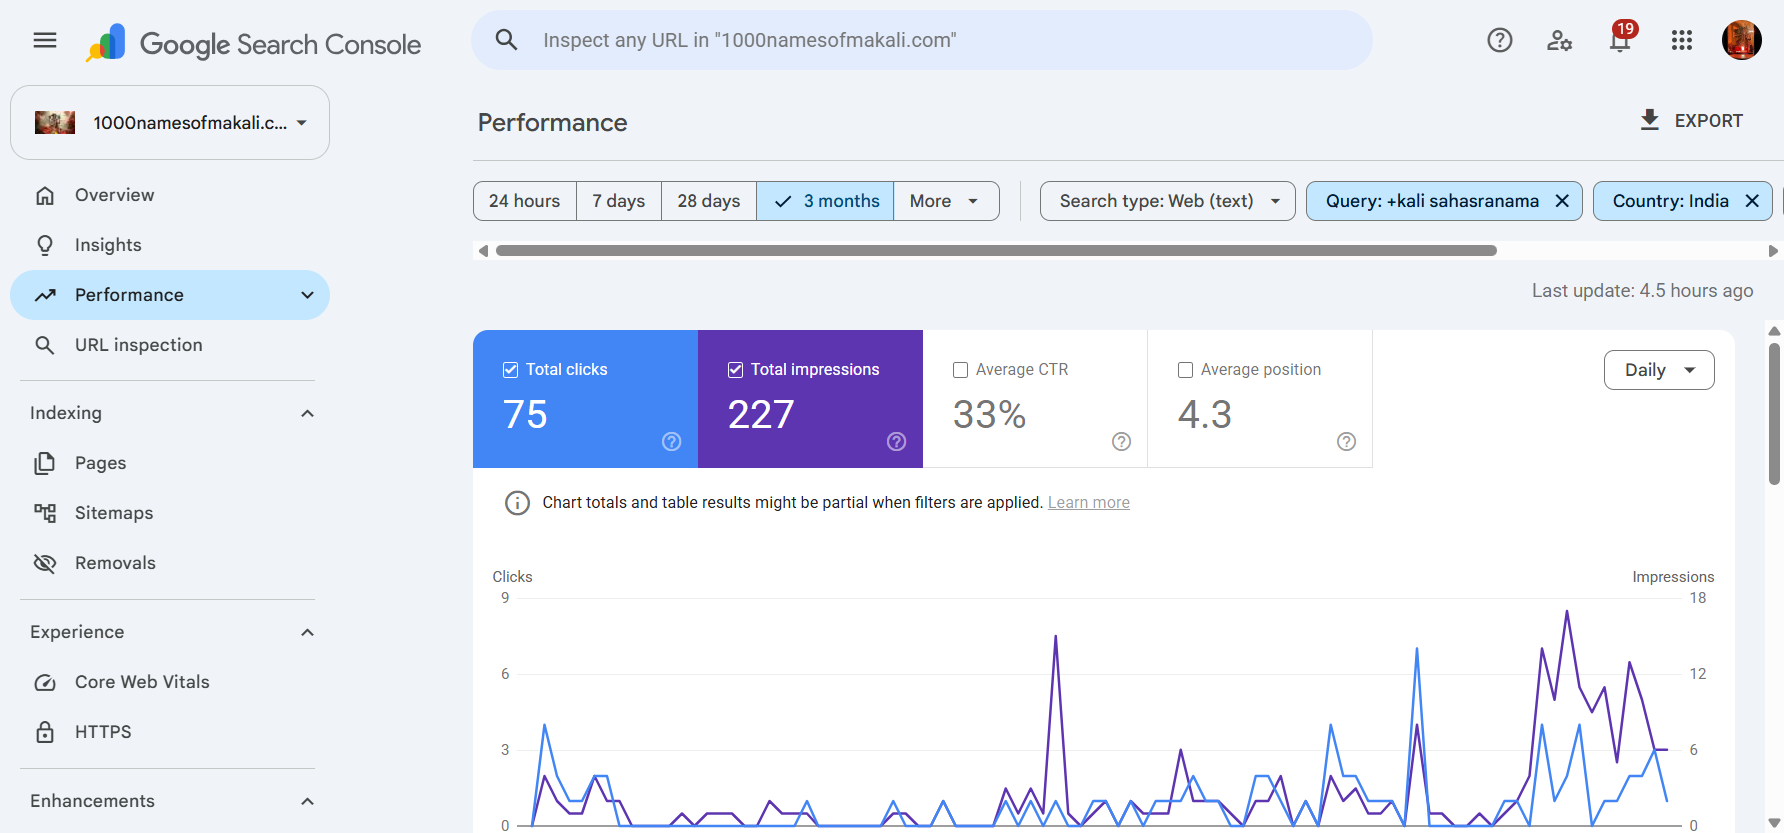 Google Search Console
Inspect any URL in "1000namesofmakali.com"
19
1000namesofmakali.c...
Overview
Insights
Performance
URL inspection
Indexing
Pages
Sitemaps
Removals
Experience
Core Web Vitals
HTTPS
Enhancements
Performance
EXPORT
24 hours
7 days
28 days
3 months
More
Search type: Web (text)
Query: +kali sahasranama
Country: India
Last update: 4.5 hours ago
Total clicks
75
Total impressions
227
Average CTR
33%
Average position
4.3
Daily
Chart totals and table results might be partial when filters are applied. Learn more
Clicks
Impressions
9
18
6
12
3
6
0
0